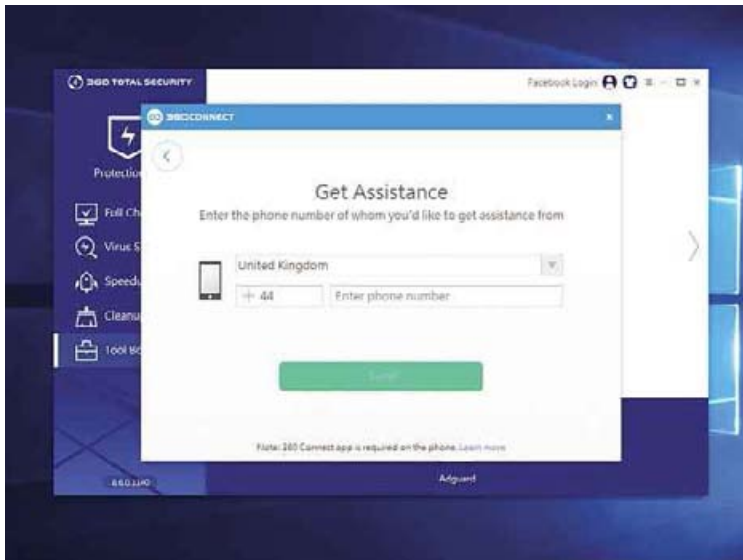 360 TOTAL SECURITY
Facebook Login
360CONNECT
Protection
Get Assistance
Enter the phone number of whom you'd like to get assistance from
Full Ch
Virus S
Speedu
Cleanu
Tool Bo
United Kingdom
+ 44
Enter phone number
Note: 360 Connect app is required on the phone. Learn more
Adguard